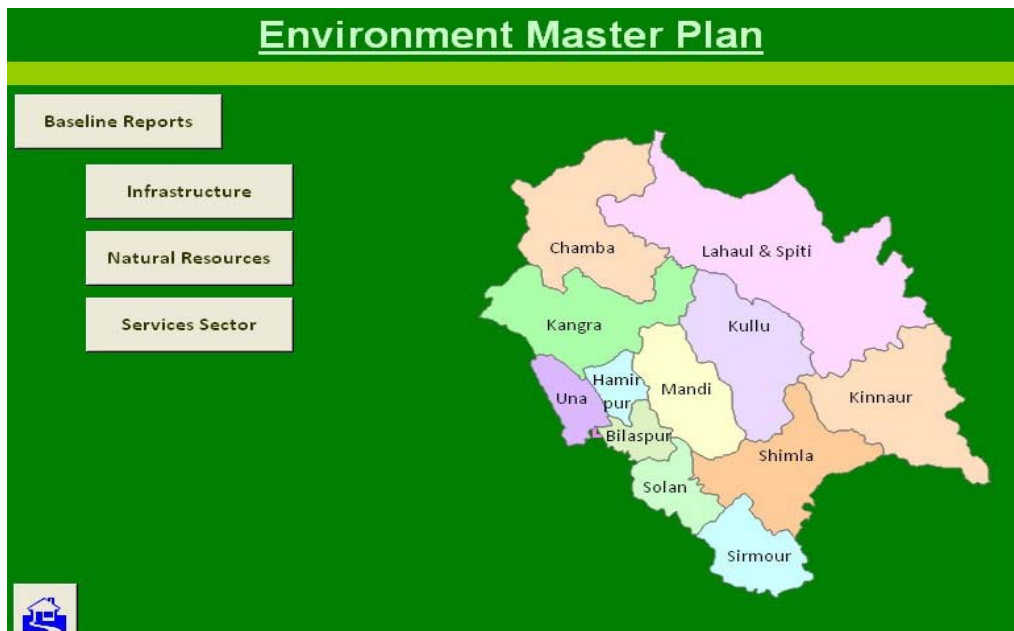 Environment Master Plan
Baseline Reports
Infrastructure
Natural Resources
Services Sector
Chamba
Lahaul & Spiti
Kangra
Kullu
Hamir
pur
Una
Mandi
Kinnaur
Bilaspur
Shimla
Solan
Sirmour